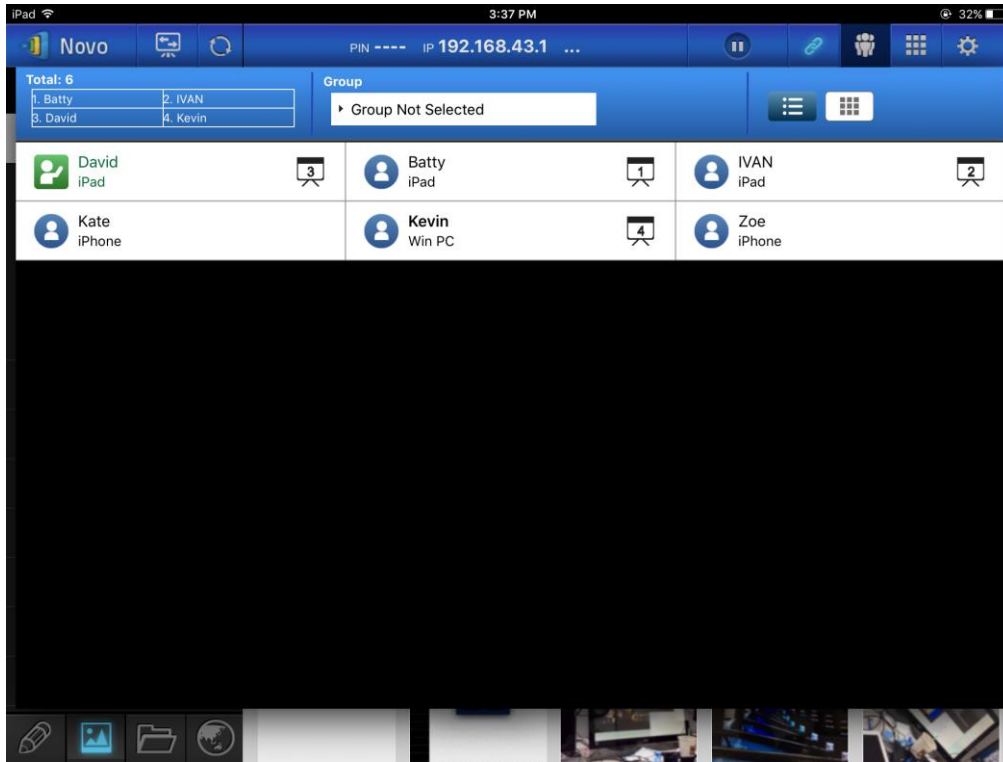 iPad 3:37 PM 32%
Novo PIN ---- IP 192.168.43.1 ...
Total: 6
1. Batty 2. IVAN
3. David 4. Kevin
Group
Group Not Selected
David
iPad
3
Batty
iPad
1
IVAN
iPad
2
Kate
iPhone
Kevin
Win PC
4
Zoe
iPhone